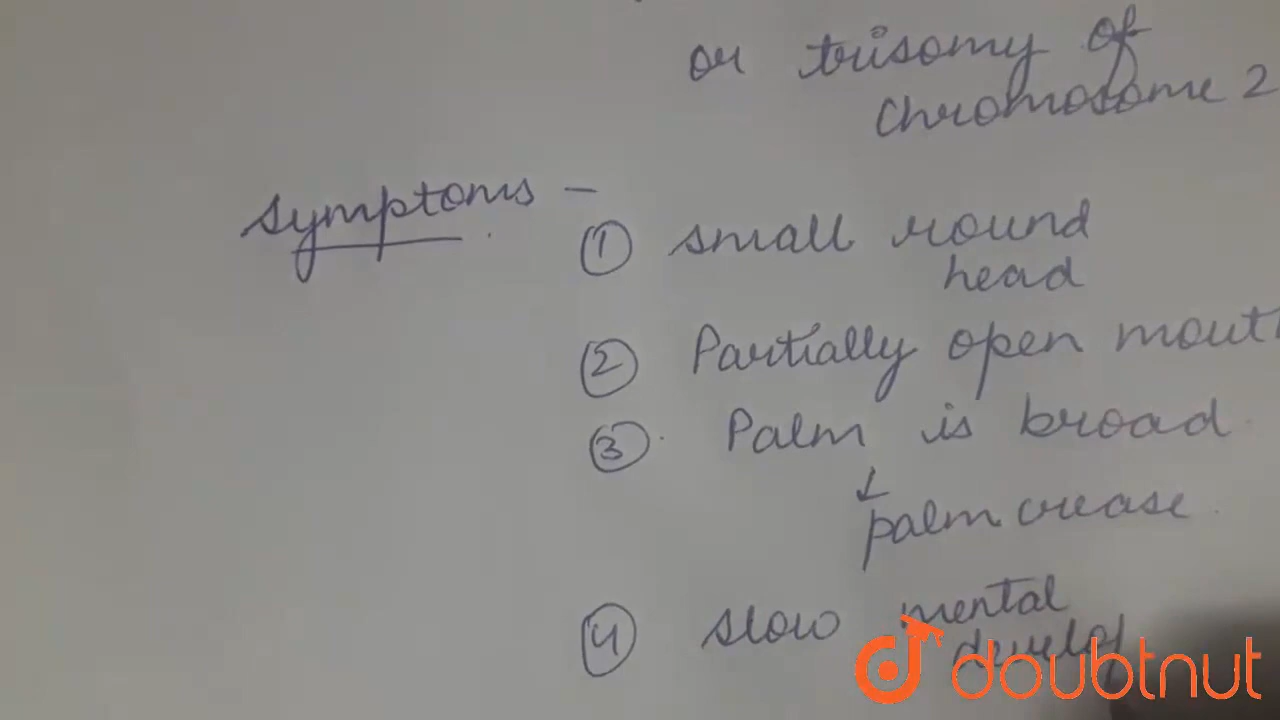 or trisomy of
chromosome 2
Symptoms -
① small round
head
② Partially open mout
③ Palm is broad
↓
palm crease
④ slow mental
develop
doubtnut